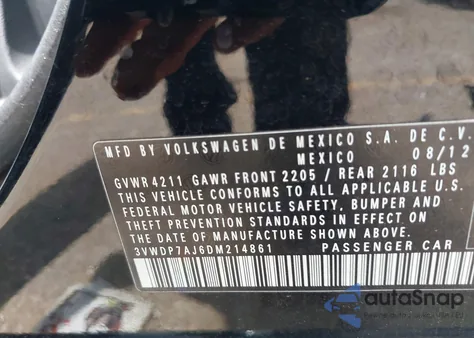 MFD BY VOLKSWAGEN DE MEXICO S.A. DE C.V.
MEXICO 08/12
GVWR 4211 GAWR FRONT 2205 / REAR 2116 LBS
THIS VEHICLE CONFORMS TO ALL APPLICABLE U.S.
FEDERAL MOTOR VEHICLE SAFETY, BUMPER AND
THEFT PREVENTION STANDARDS IN EFFECT ON THE
DATE OF MANUFACTURE SHOWN ABOVE.
3VWDP7AJ6DM214861 PASSENGER CAR
autoSnap